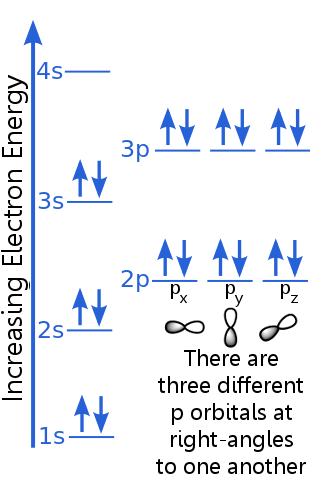 Increasing Electron Energy
4s
3p
3s
2p
p_x p_y p_z
2s
There are
three different
p orbitals at
right-angles
to one another
1s